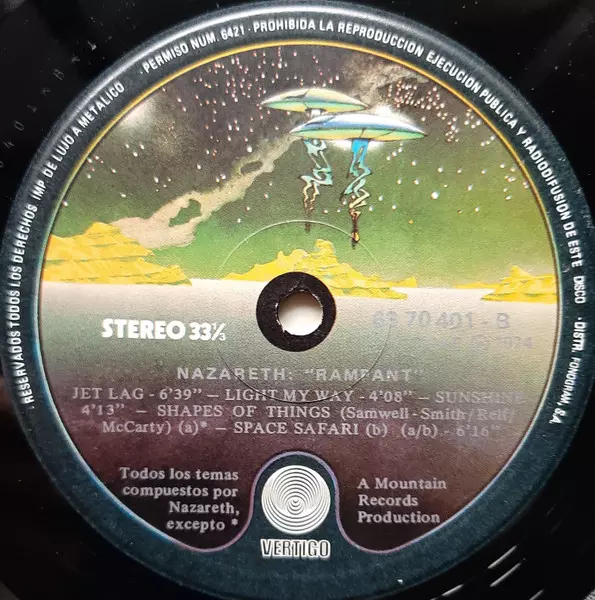 RESERVADOS TODOS LOS DERECHOS IMP. DE LUJO A METALICO · PERMISO NUM. 6421 · PROHIBIDA LA REPRODUCCION EJECUCION PUBLICA Y RADIODIFUSION DE ESTE DISCO · DISTR. FONOGRAM, S.A.
STEREO 33⅓
63 70 401 - B
NAZARETH: "RAMPANT"
JET LAG - 6'39" — LIGHT MY WAY - 4'08" — SUNSHINE
4'13" — SHAPES OF THINGS (Samwell-Smith/Relf/
McCarty) (a)* — SPACE SAFARI (b) (a/b) - 6'16"
Todos los temas
compuestos por
Nazareth,
excepto *
A Mountain
Records
Production
VERTIGO